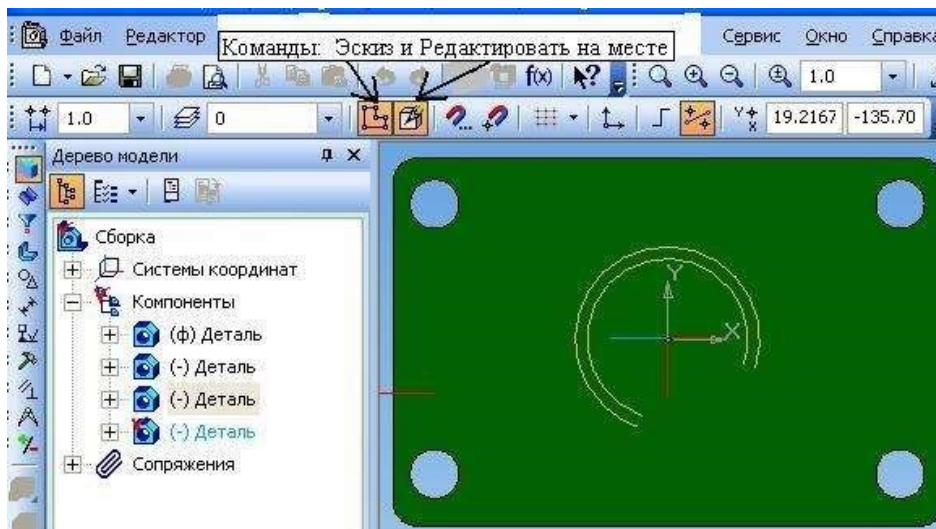 Файл Редактор
Команды: Эскиз и Редактировать на месте
Сервис Окно Справка
f(x) 1.0
1.0 0 19.2167 -135.70
Дерево модели
Сборка
Системы координат
Компоненты
(ф) Деталь
(-) Деталь
(-) Деталь
(-) Деталь
Сопряжения
Y
X